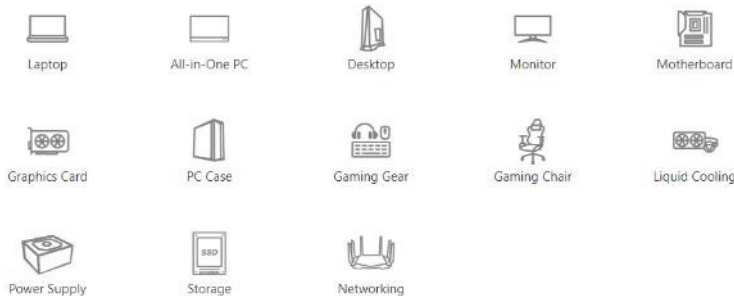 Laptop
All-in-One PC
Desktop
Monitor
Motherboard
Graphics Card
PC Case
Gaming Gear
Gaming Chair
Liquid Cooling
SSD
Power Supply
Storage
Networking